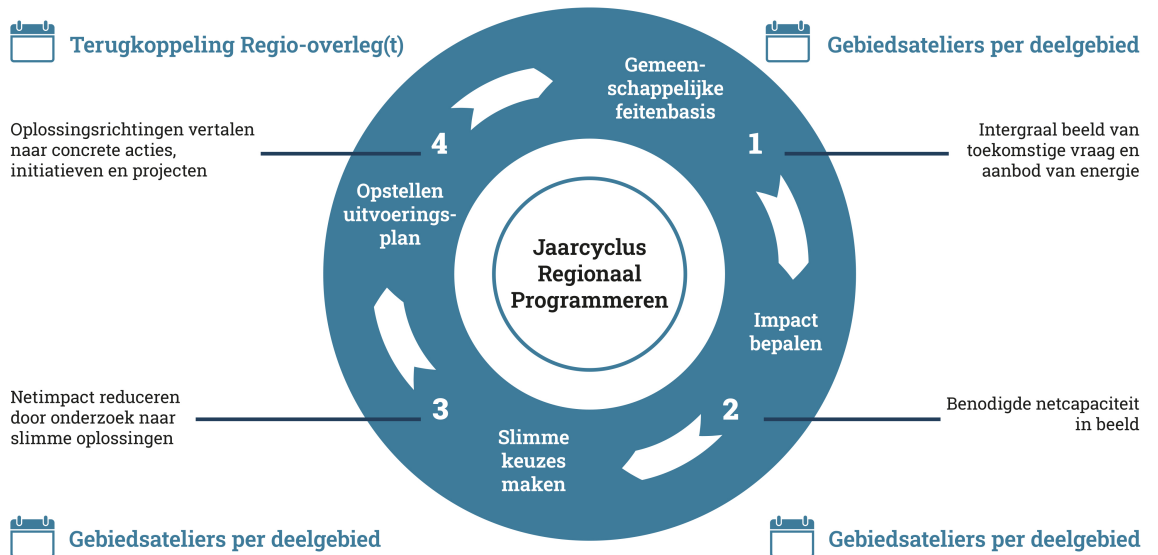 Terugkoppeling Regio-overleg(t)
Gebiedsateliers per deelgebied
Gemeen-
schappelijke
feitenbasis
1
Intergraal beeld van
toekomstige vraag en
aanbod van energie
Oplossingsrichtingen vertalen
naar concrete acties,
initiatieven en projecten
4
Opstellen
uitvoerings-
plan
Jaarcyclus
Regionaal
Programmeren
Impact
bepalen
2
Benodigde netcapaciteit
in beeld
Netimpact reduceren
door onderzoek naar
slimme oplossingen
3
Slimme
keuzes
maken
Gebiedsateliers per deelgebied
Gebiedsateliers per deelgebied